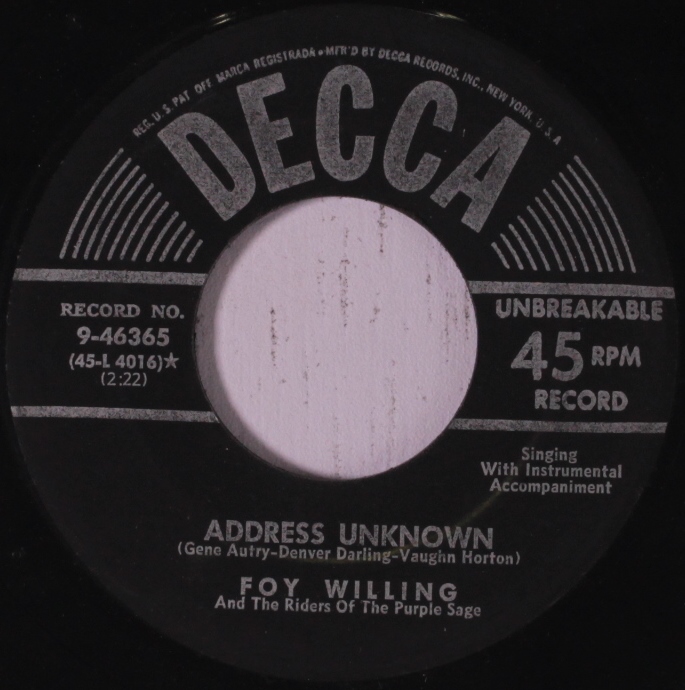 REG. U.S. PAT. OFF. MARCA REGISTRADA • MFR'D BY DECCA RECORDS, INC., NEW YORK U.S.A.
DECCA
RECORD NO.
9-46365
(45-L 4016)★
(2:22)
UNBREAKABLE
45 RPM
RECORD
Singing
With Instrumental
Accompaniment
ADDRESS UNKNOWN
(Gene Autry-Denver Darling-Vaughn Horton)
FOY WILLING
And The Riders Of The Purple Sage